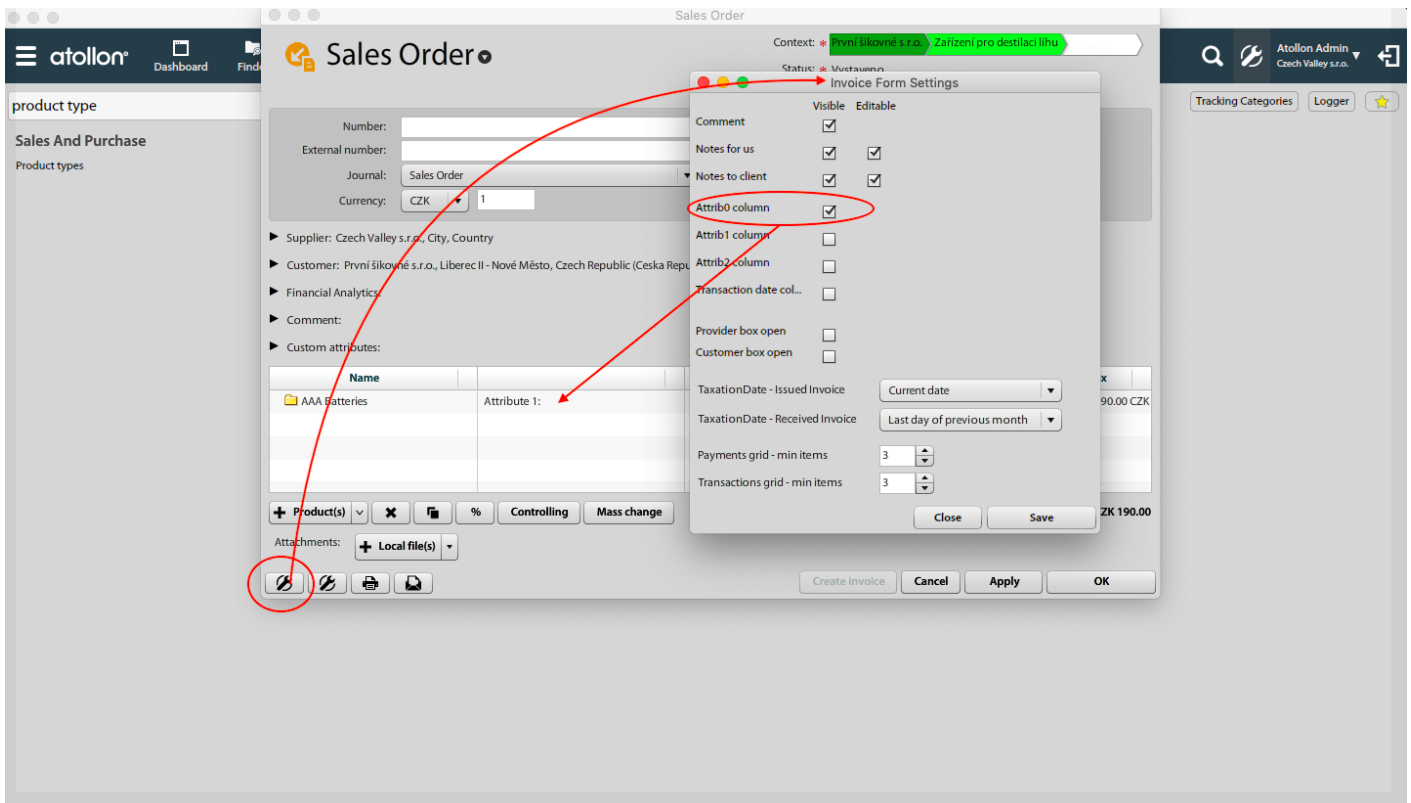 Sales Order
atollon
Dashboard
Finde
Sales Order
Context: * První šikovné s.r.o. Zařízení pro destilaci lihu
Status: * Vystaveno
Atollon Admin
Czech Valley s.r.o.
product type
Tracking Categories
Logger
Sales And Purchase
Product types
Number:
External number:
Journal: Sales Order
Currency: CZK 1
Supplier: Czech Valley s.r.o., City, Country
Customer: První šikovné s.r.o., Liberec II - Nové Město, Czech Republic (Ceska Repu
Financial Analytics:
Comment:
Custom attributes:
Name
x
AAA Batteries
Attribute 1:
90.00 CZK
Product(s)
%
Controlling
Mass change
ZK 190.00
Attachments:
Local file(s)
Create invoice
Cancel
Apply
OK
Invoice Form Settings
Visible Editable
Comment
Notes for us
Notes to client
Attrib0 column
Attrib1 column
Attrib2 column
Transaction date col...
Provider box open
Customer box open
TaxationDate - Issued Invoice Current date
TaxationDate - Received Invoice Last day of previous month
Payments grid - min items 3
Transactions grid - min items 3
Close
Save